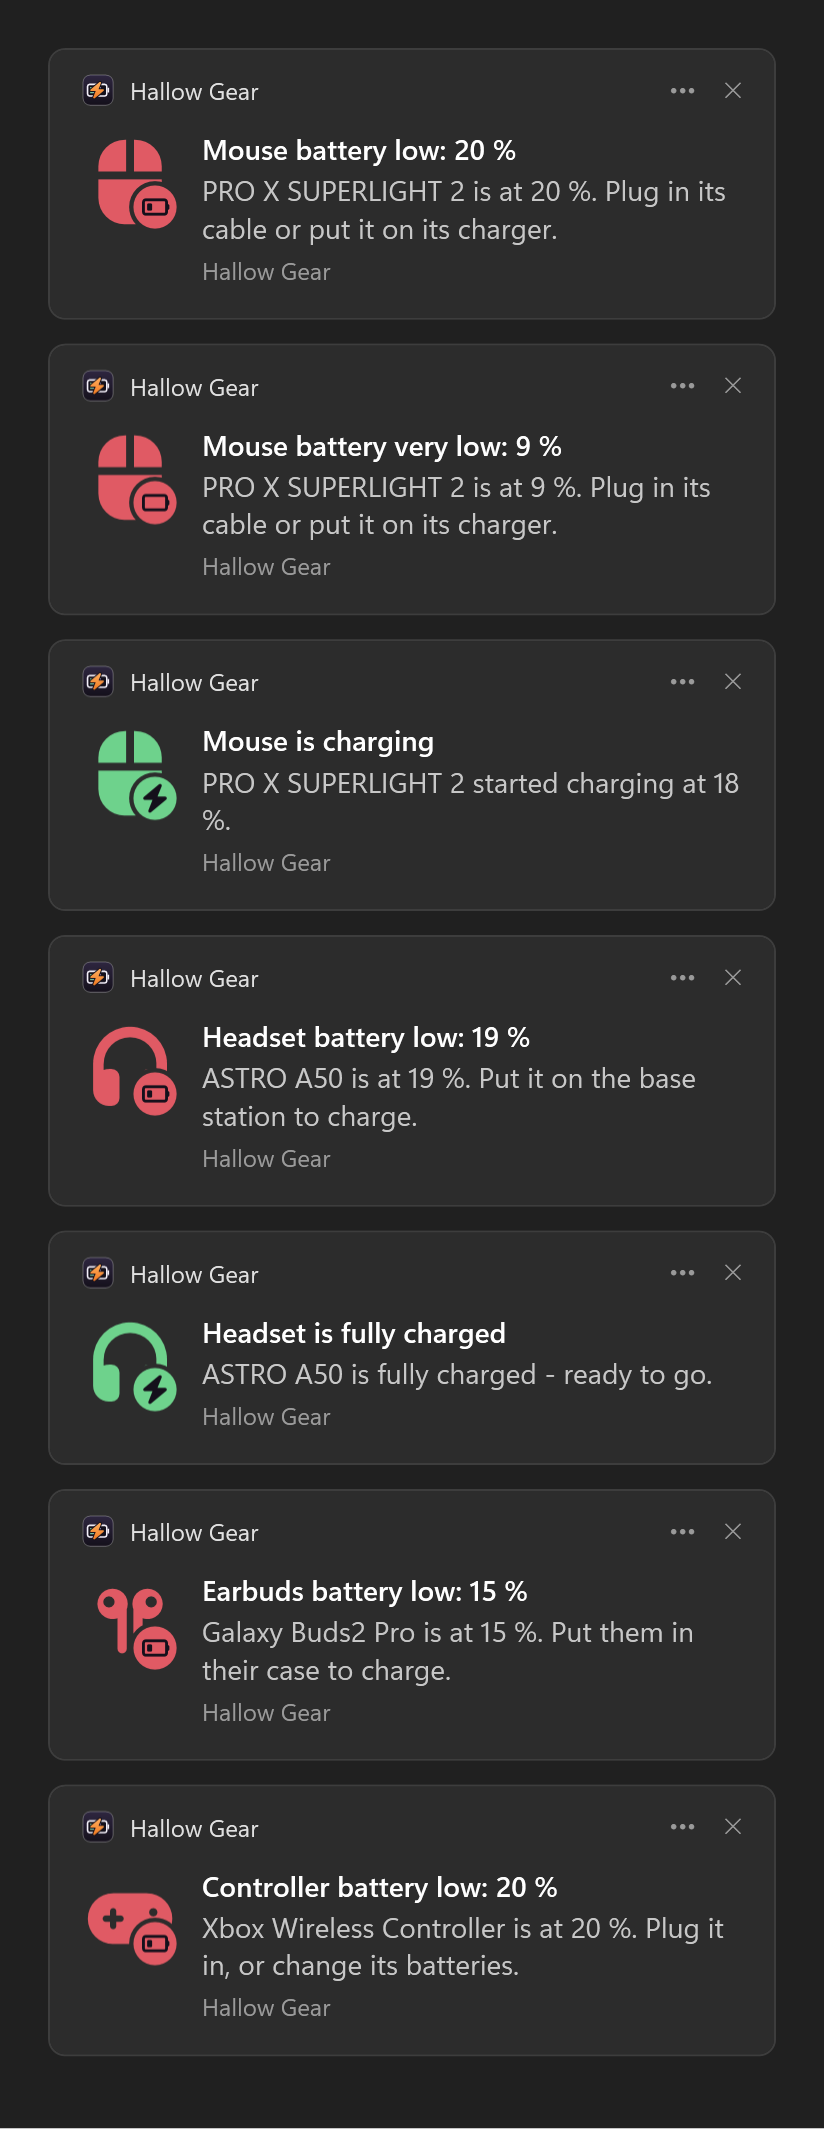 Hallow Gear
Mouse battery low: 20 %
PRO X SUPERLIGHT 2 is at 20 %. Plug in its
cable or put it on its charger.
Hallow Gear
Hallow Gear
Mouse battery very low: 9 %
PRO X SUPERLIGHT 2 is at 9 %. Plug in its
cable or put it on its charger.
Hallow Gear
Hallow Gear
Mouse is charging
PRO X SUPERLIGHT 2 started charging at 18
%.
Hallow Gear
Hallow Gear
Headset battery low: 19 %
ASTRO A50 is at 19 %. Put it on the base
station to charge.
Hallow Gear
Hallow Gear
Headset is fully charged
ASTRO A50 is fully charged - ready to go.
Hallow Gear
Hallow Gear
Earbuds battery low: 15 %
Galaxy Buds2 Pro is at 15 %. Put them in
their case to charge.
Hallow Gear
Hallow Gear
Controller battery low: 20 %
Xbox Wireless Controller is at 20 %. Plug it
in, or change its batteries.
Hallow Gear